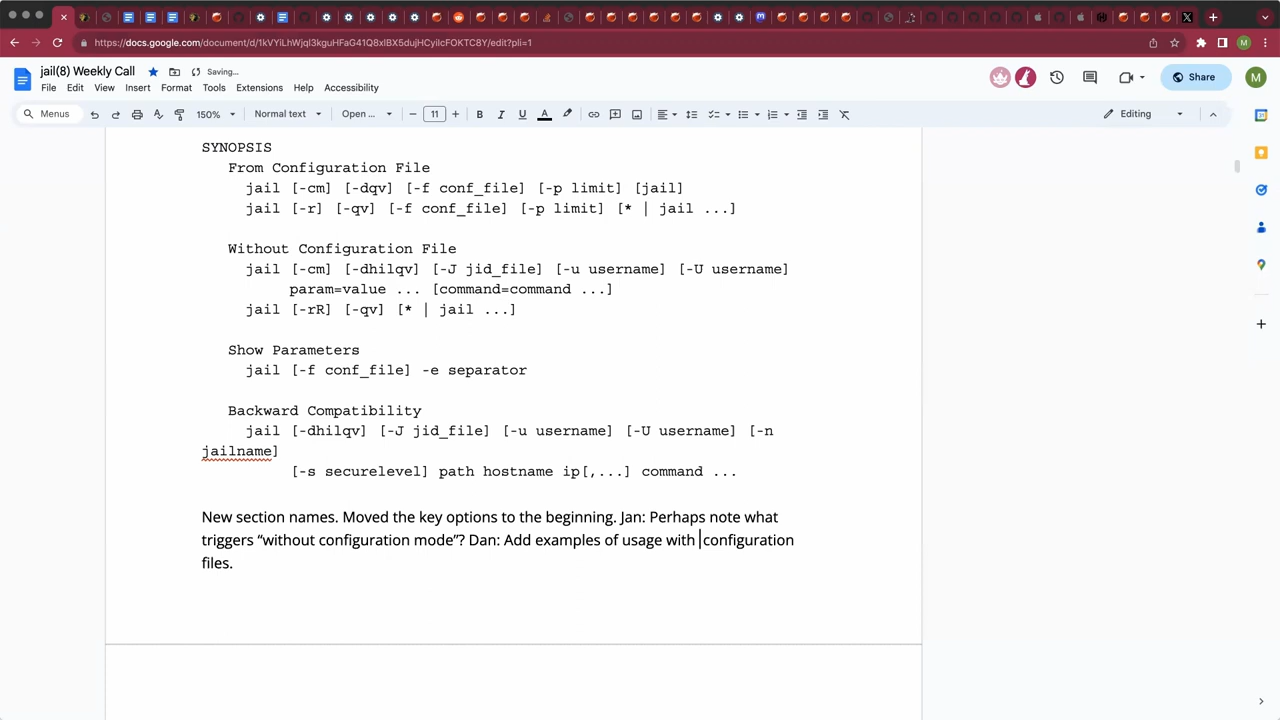 https://docs.google.com/document/d/1kVYiLhWjql3kguHFaG41Q8xlBX5dujHCyiIcFOKTC8Y/edit?pli=1
M
jail(8) Weekly Call
Saving...
File Edit View Insert Format Tools Extensions Help Accessibility
Share
M
Menus
150%
Normal text
Open ...
11
B I U A
Editing
SYNOPSIS
From Configuration File
jail [-cm] [-dqv] [-f conf_file] [-p limit] [jail]
jail [-r] [-qv] [-f conf_file] [-p limit] [* | jail ...]
Without Configuration File
jail [-cm] [-dhilqv] [-J jid_file] [-u username] [-U username]
param=value ... [command=command ...]
jail [-rR] [-qv] [* | jail ...]
Show Parameters
jail [-f conf_file] -e separator
Backward Compatibility
jail [-dhilqv] [-J jid_file] [-u username] [-U username] [-n
jailname]
[-s securelevel] path hostname ip[,...] command ...
New section names. Moved the key options to the beginning. Jan: Perhaps note what
triggers “without configuration mode”? Dan: Add examples of usage with configuration
files.